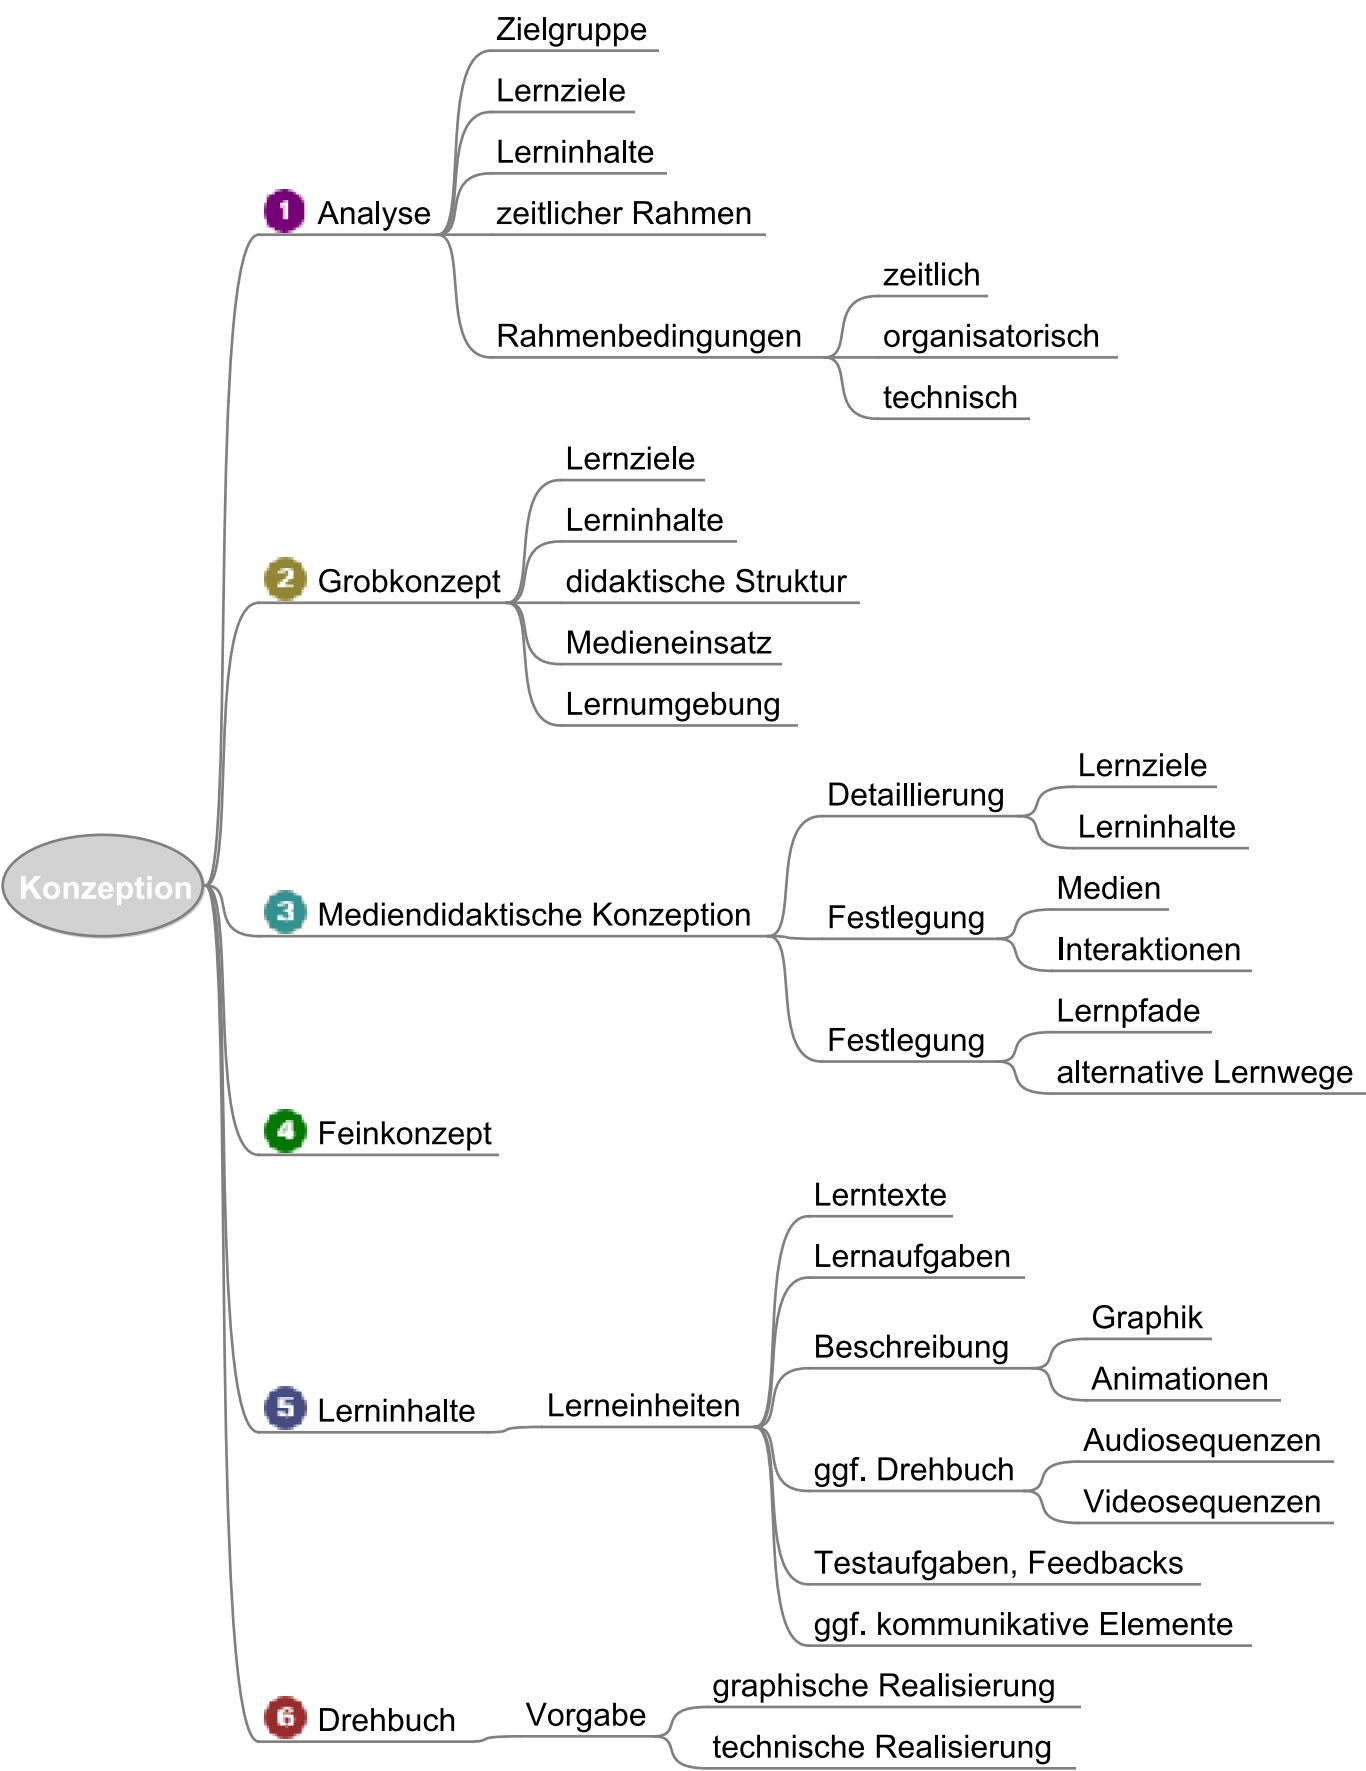 Zielgruppe
Lernziele
Lerninhalte
1 Analyse
zeitlicher Rahmen
zeitlich
Rahmenbedingungen
organisatorisch
technisch
Lernziele
Lerninhalte
2 Grobkonzept
didaktische Struktur
Medieneinsatz
Lernumgebung
Konzeption
3 Mediendidaktische Konzeption
Detaillierung
Lernziele
Lerninhalte
Festlegung
Medien
Interaktionen
Festlegung
Lernpfade
alternative Lernwege
4 Feinkonzept
5 Lerninhalte
Lerneinheiten
Lerntexte
Lernaufgaben
Beschreibung
Graphik
Animationen
ggf. Drehbuch
Audiosequenzen
Videosequenzen
Testaufgaben, Feedbacks
ggf. kommunikative Elemente
6 Drehbuch
Vorgabe
graphische Realisierung
technische Realisierung